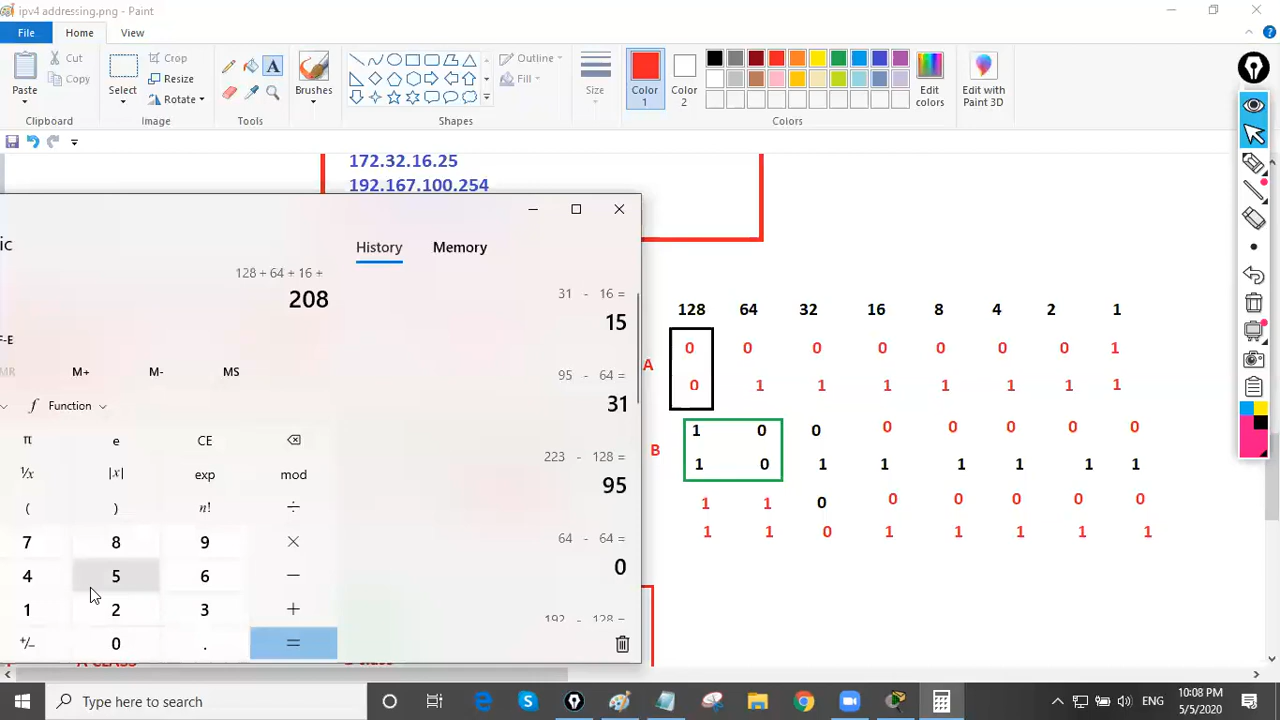 ipv4 addressing.png - Paint
File Home View
Paste Cut Copy Clipboard
Select Crop Resize Rotate Image
Tools
Brushes
Shapes Outline Fill
Size
Color 1 Color 2 Edit colors Colors
Edit with Paint 3D
172.32.16.25
192.167.100.254
ic
128 + 64 + 16 +
208
F-E
MR M+ M- MS
f Function
π e CE
¹/x |x| exp mod
( ) n! ÷
7 8 9 ×
4 5 6 −
1 2 3 +
+/− 0 . =
History Memory
31 - 16 =
15
95 - 64 =
31
223 - 128 =
95
64 - 64 =
0
192 - 128 =
128 64 32 16 8 4 2 1
A
0 0 0 0 0 0 0 1
0 1 1 1 1 1 1 1
B
1 0 0 0 0 0 0 0
1 0 1 1 1 1 1 1
1 1 0 0 0 0 0 0
1 1 0 1 1 1 1 1
A CLASS
Type here to search
ENG
10:08 PM
5/5/2020